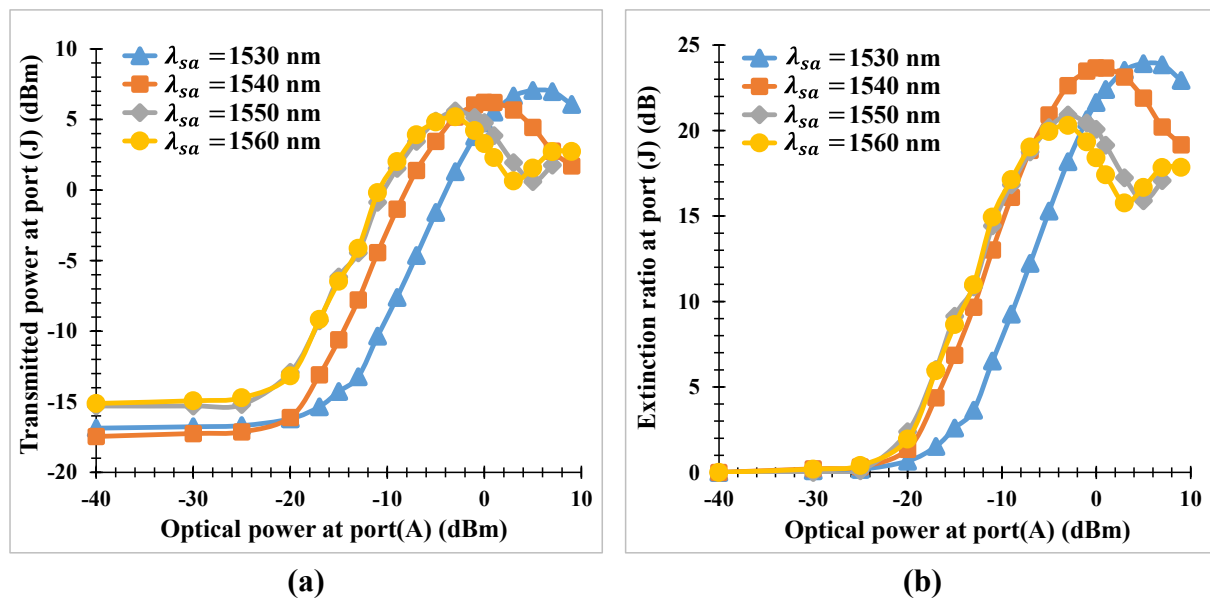 10
5
0
-5
-10
-15
-20
-40
-30
-20
-10
0
10
Transmitted power at port (J) (dBm)
Optical power at port(A) (dBm)
λsa =1530 nm
λsa =1540 nm
λsa =1550 nm
λsa =1560 nm
(a)
25
20
15
10
5
0
-40
-30
-20
-10
0
10
Extinction ratio at port (J) (dB)
Optical power at port(A) (dBm)
λsa =1530 nm
λsa =1540 nm
λsa =1550 nm
λsa =1560 nm
(b)